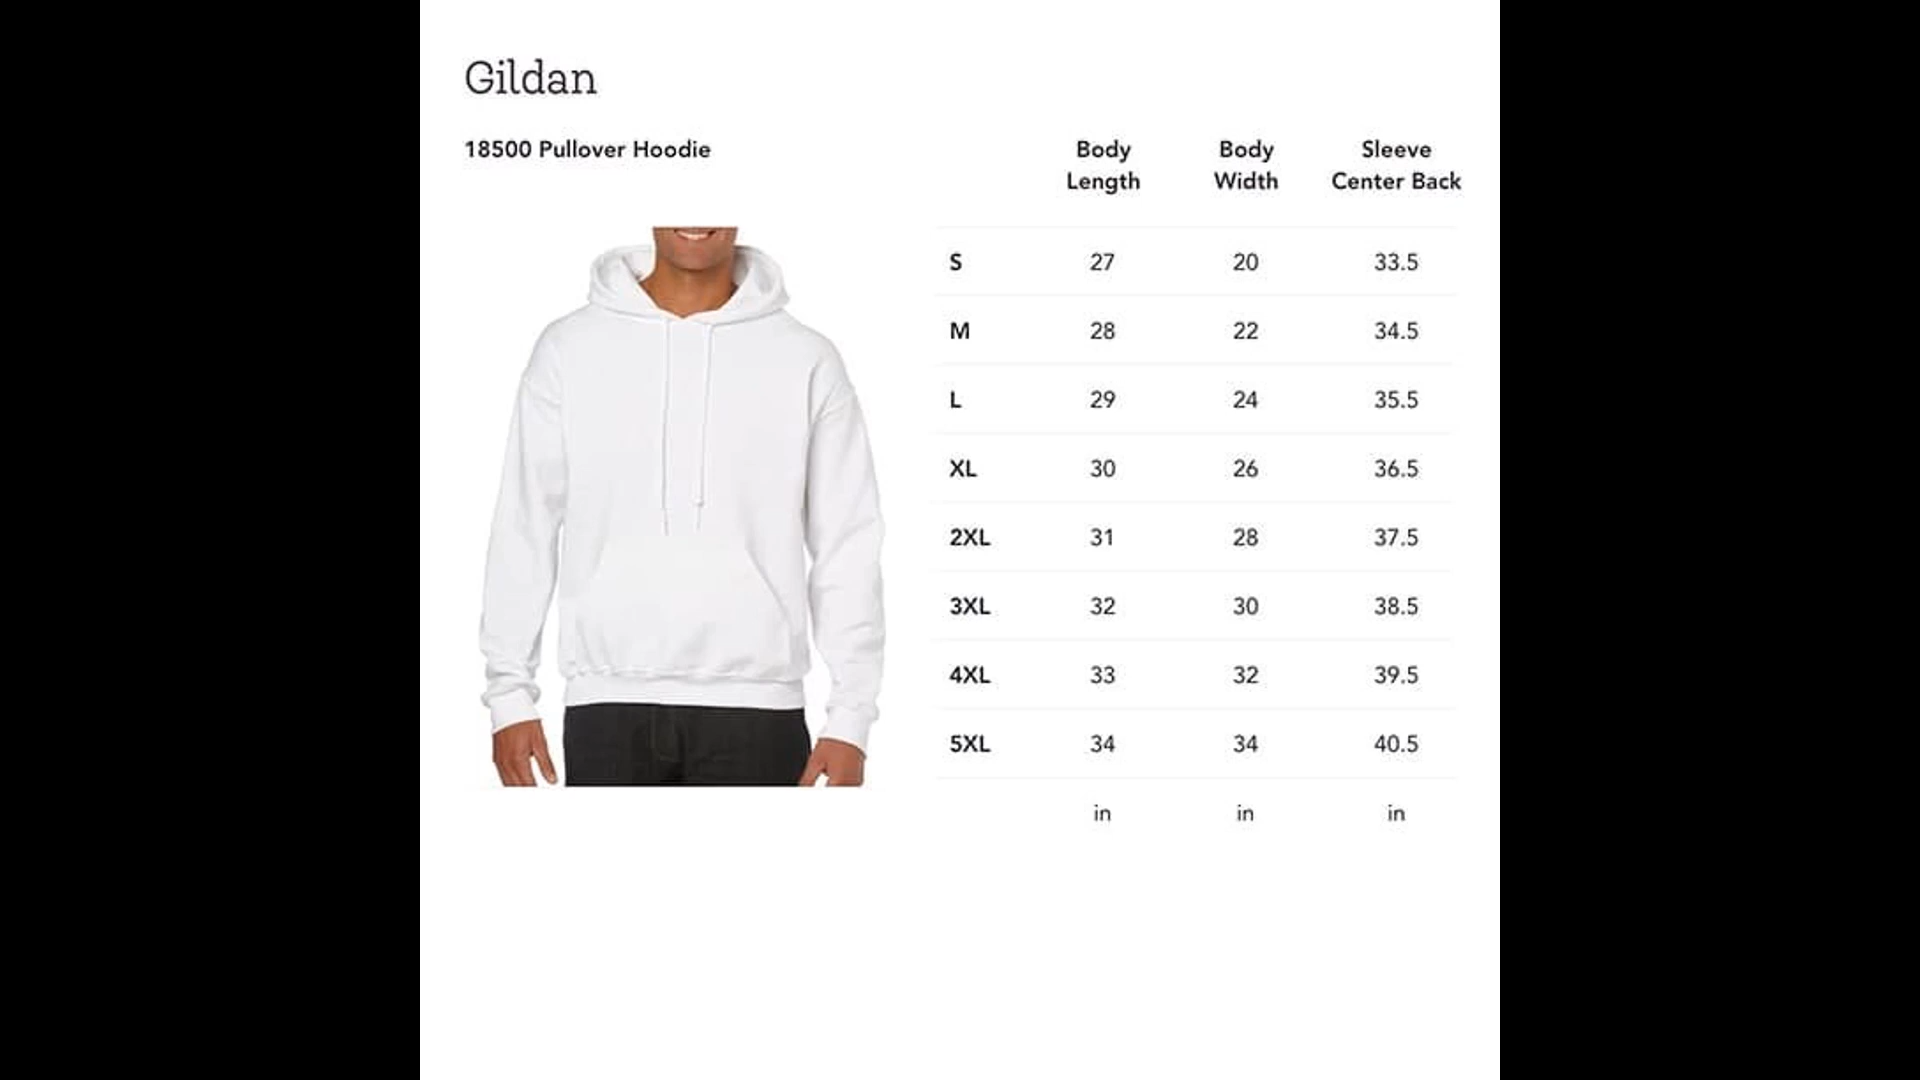 Gildan
18500 Pullover Hoodie
Body Length
Body Width
Sleeve Center Back
S 27 20 33.5
M 28 22 34.5
L 29 24 35.5
XL 30 26 36.5
2XL 31 28 37.5
3XL 32 30 38.5
4XL 33 32 39.5
5XL 34 34 40.5
in in in